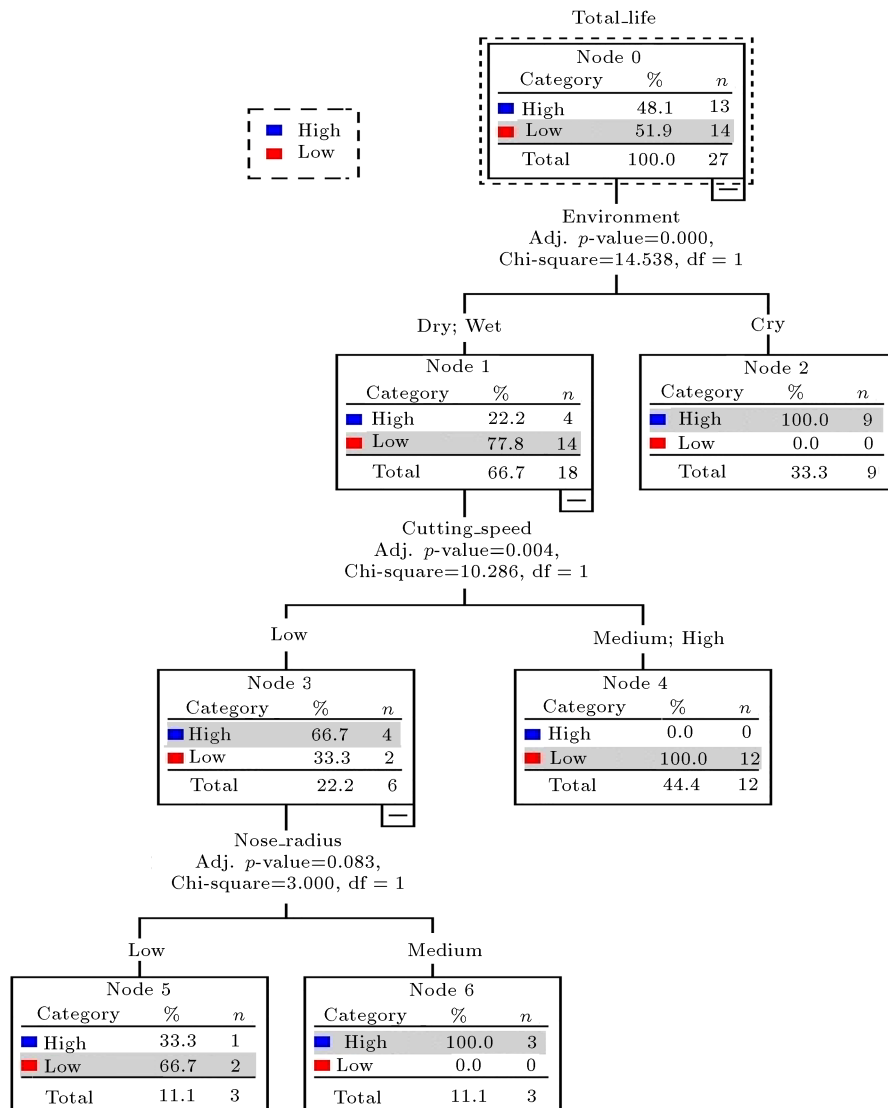 Total_life
Node 0
Category % n
High 48.1 13
Low 51.9 14
Total 100.0 27
High
Low
Environment
Adj. p-value=0.000,
Chi-square=14.538, df = 1
Dry; Wet
Cry
Node 1
Category % n
High 22.2 4
Low 77.8 14
Total 66.7 18
Node 2
Category % n
High 100.0 9
Low 0.0 0
Total 33.3 9
Cutting_speed
Adj. p-value=0.004,
Chi-square=10.286, df = 1
Low
Medium; High
Node 3
Category % n
High 66.7 4
Low 33.3 2
Total 22.2 6
Node 4
Category % n
High 0.0 0
Low 100.0 12
Total 44.4 12
Nose_radius
Adj. p-value=0.083,
Chi-square=3.000, df = 1
Low
Medium
Node 5
Category % n
High 33.3 1
Low 66.7 2
Total 11.1 3
Node 6
Category % n
High 100.0 3
Low 0.0 0
Total 11.1 3